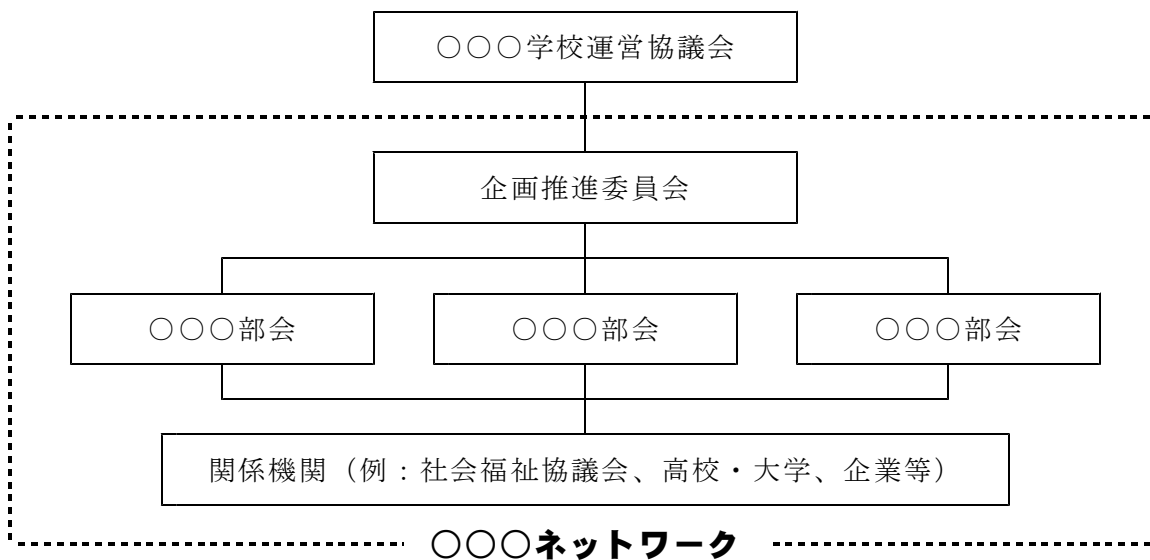 ○○○学校運営協議会
企画推進委員会
○○○部会
○○○部会
○○○部会
関係機関（例：社会福祉協議会、高校・大学、企業等）
○○○ネットワーク